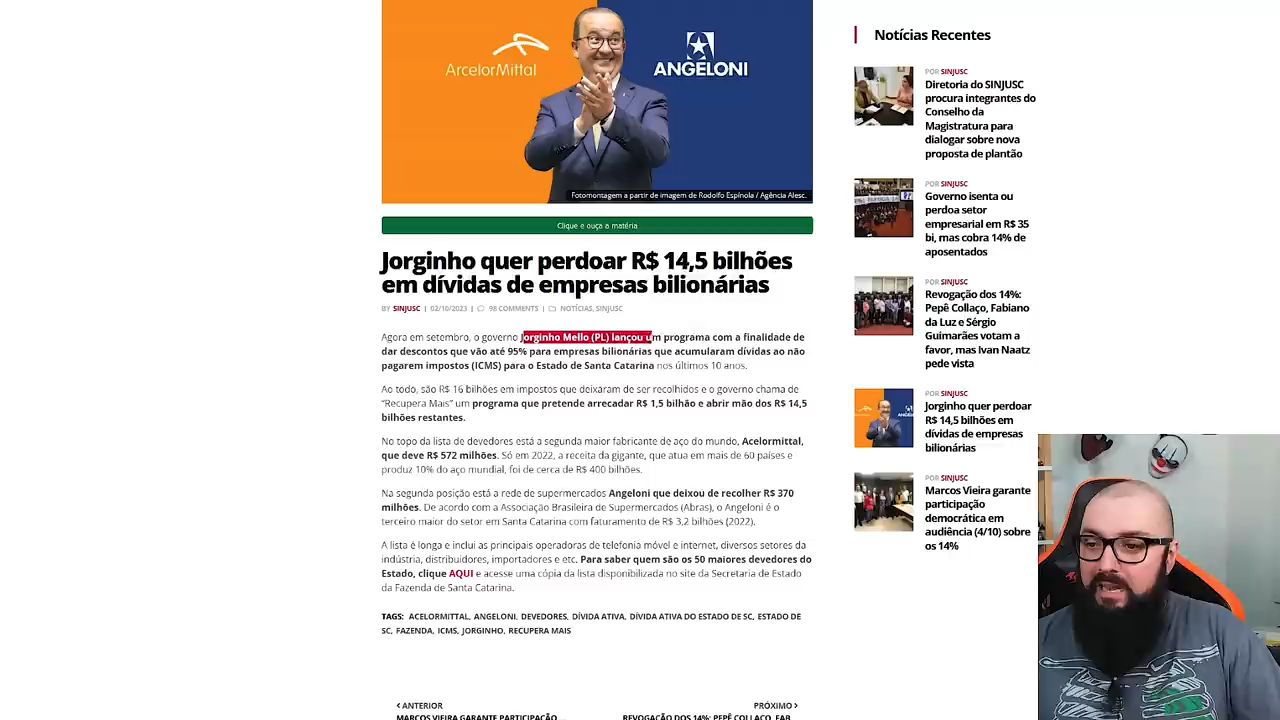 ArcelorMittal
ANGELONI
Fotomontagem a partir de imagem de Rodolfo Espínola / Agência Alesc.
Clique e ouça a matéria
Jorginho quer perdoar R$ 14,5 bilhões
em dívidas de empresas bilionárias
BY SINJUSC | 02/10/2023 | 98 COMMENTS | NOTÍCIAS, SINJUSC
Agora em setembro, o governo Jorginho Mello (PL) lançou um programa com a finalidade de
dar descontos que vão até 95% para empresas bilionárias que acumularam dívidas ao não
pagarem impostos (ICMS) para o Estado de Santa Catarina nos últimos 10 anos.
Ao todo, são R$ 16 bilhões em impostos que deixaram de ser recolhidos e o governo chama de
“Recupera Mais” um programa que pretende arrecadar R$ 1,5 bilhão e abrir mão dos R$ 14,5
bilhões restantes.
No topo da lista de devedores está a segunda maior fabricante de aço do mundo, Acelormittal,
que deve R$ 572 milhões. Só em 2022, a receita da gigante, que atua em mais de 60 países e
produz 10% do aço mundial, foi de cerca de R$ 400 bilhões.
Na segunda posição está a rede de supermercados Angeloni que deixou de recolher R$ 370
milhões. De acordo com a Associação Brasileira de Supermercados (Abras), o Angeloni é o
terceiro maior do setor em Santa Catarina com faturamento de R$ 3,2 bilhões (2022).
A lista é longa e inclui as principais operadoras de telefonia móvel e internet, diversos setores da
indústria, distribuidores, importadores e etc. Para saber quem são os 50 maiores devedores do
Estado, clique AQUI e acesse uma cópia da lista disponibilizada no site da Secretaria de Estado
da Fazenda de Santa Catarina.
TAGS: ACELORMITTAL, ANGELONI, DEVEDORES, DÍVIDA ATIVA, DÍVIDA ATIVA DO ESTADO DE SC, ESTADO DE
SC, FAZENDA, ICMS, JORGINHO, RECUPERA MAIS
ANTERIOR
MARCOS VIEIRA GARANTE PARTICIPAÇÃO ...
PRÓXIMO
REVOGAÇÃO DOS 14%: PEPÊ COLLAÇO, FAB...
Notícias Recentes
POR SINJUSC
Diretoria do SINJUSC
procura integrantes do
Conselho da
Magistratura para
dialogar sobre nova
proposta de plantão
POR SINJUSC
Governo isenta ou
perdoa setor
empresarial em R$ 35
bi, mas cobra 14% de
aposentados
POR SINJUSC
Revogação dos 14%:
Pepê Collaço, Fabiano
da Luz e Sérgio
Guimarães votam a
favor, mas Ivan Naatz
pede vista
POR SINJUSC
Jorginho quer perdoar
R$ 14,5 bilhões em
dívidas de empresas
bilionárias
POR SINJUSC
Marcos Vieira garante
participação
democrática em
audiência (4/10) sobre
os 14%